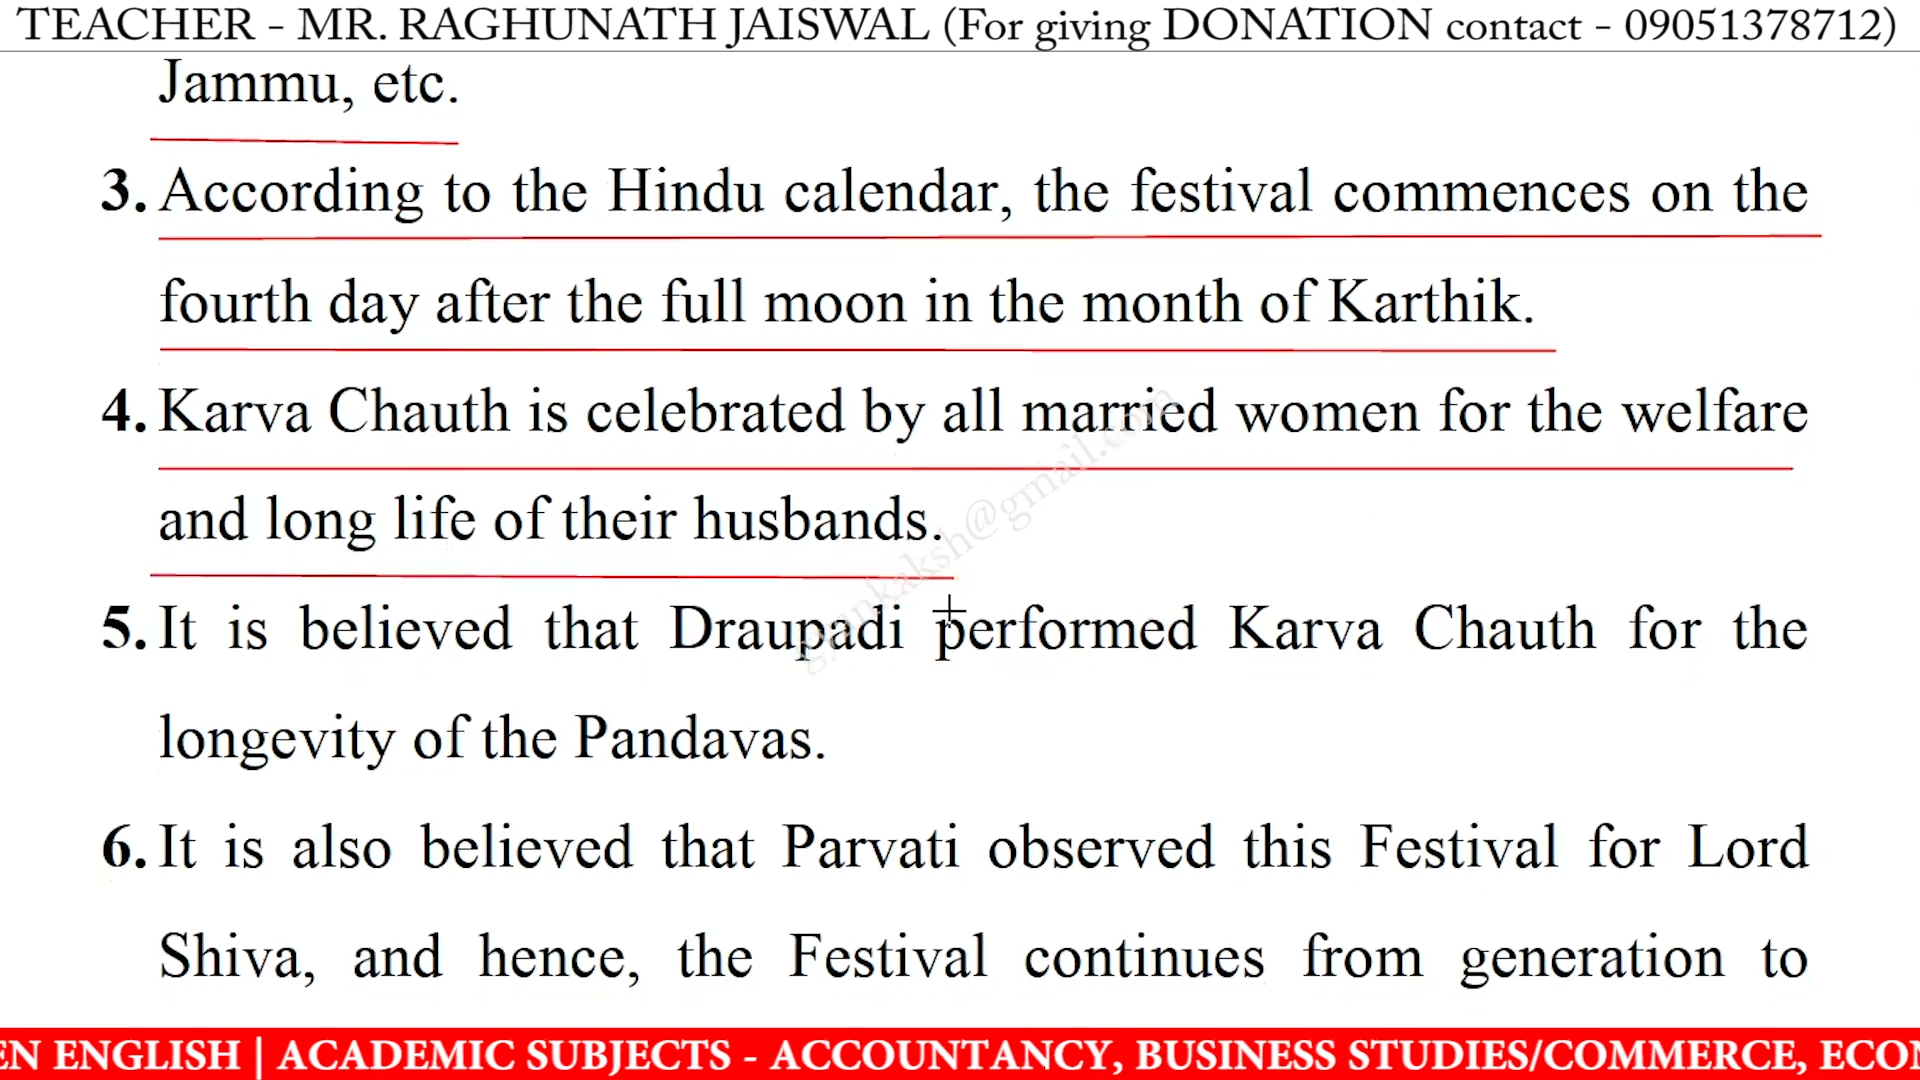 TEACHER - MR. RAGHUNATH JAISWAL (For giving DONATION contact - 09051378712)
Jammu, etc.
3. According to the Hindu calendar, the festival commences on the
fourth day after the full moon in the month of Karthik.
4. Karva Chauth is celebrated by all married women for the welfare
and long life of their husbands.
gyankaksh@gmail.com
5. It is believed that Draupadi performed Karva Chauth for the
longevity of the Pandavas.
6. It is also believed that Parvati observed this Festival for Lord
Shiva, and hence, the Festival continues from generation to
EN ENGLISH | ACADEMIC SUBJECTS - ACCOUNTANCY, BUSINESS STUDIES/COMMERCE, ECON